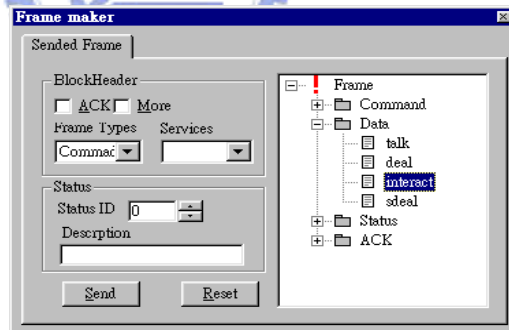 Frame maker
Sended Frame
BlockHeader
ACK More
Frame Types Services
Commac
Status
Status ID 0
Descrption
Send Reset
Frame
Command
Data
talk
deal
interact
sdeal
Status
ACK